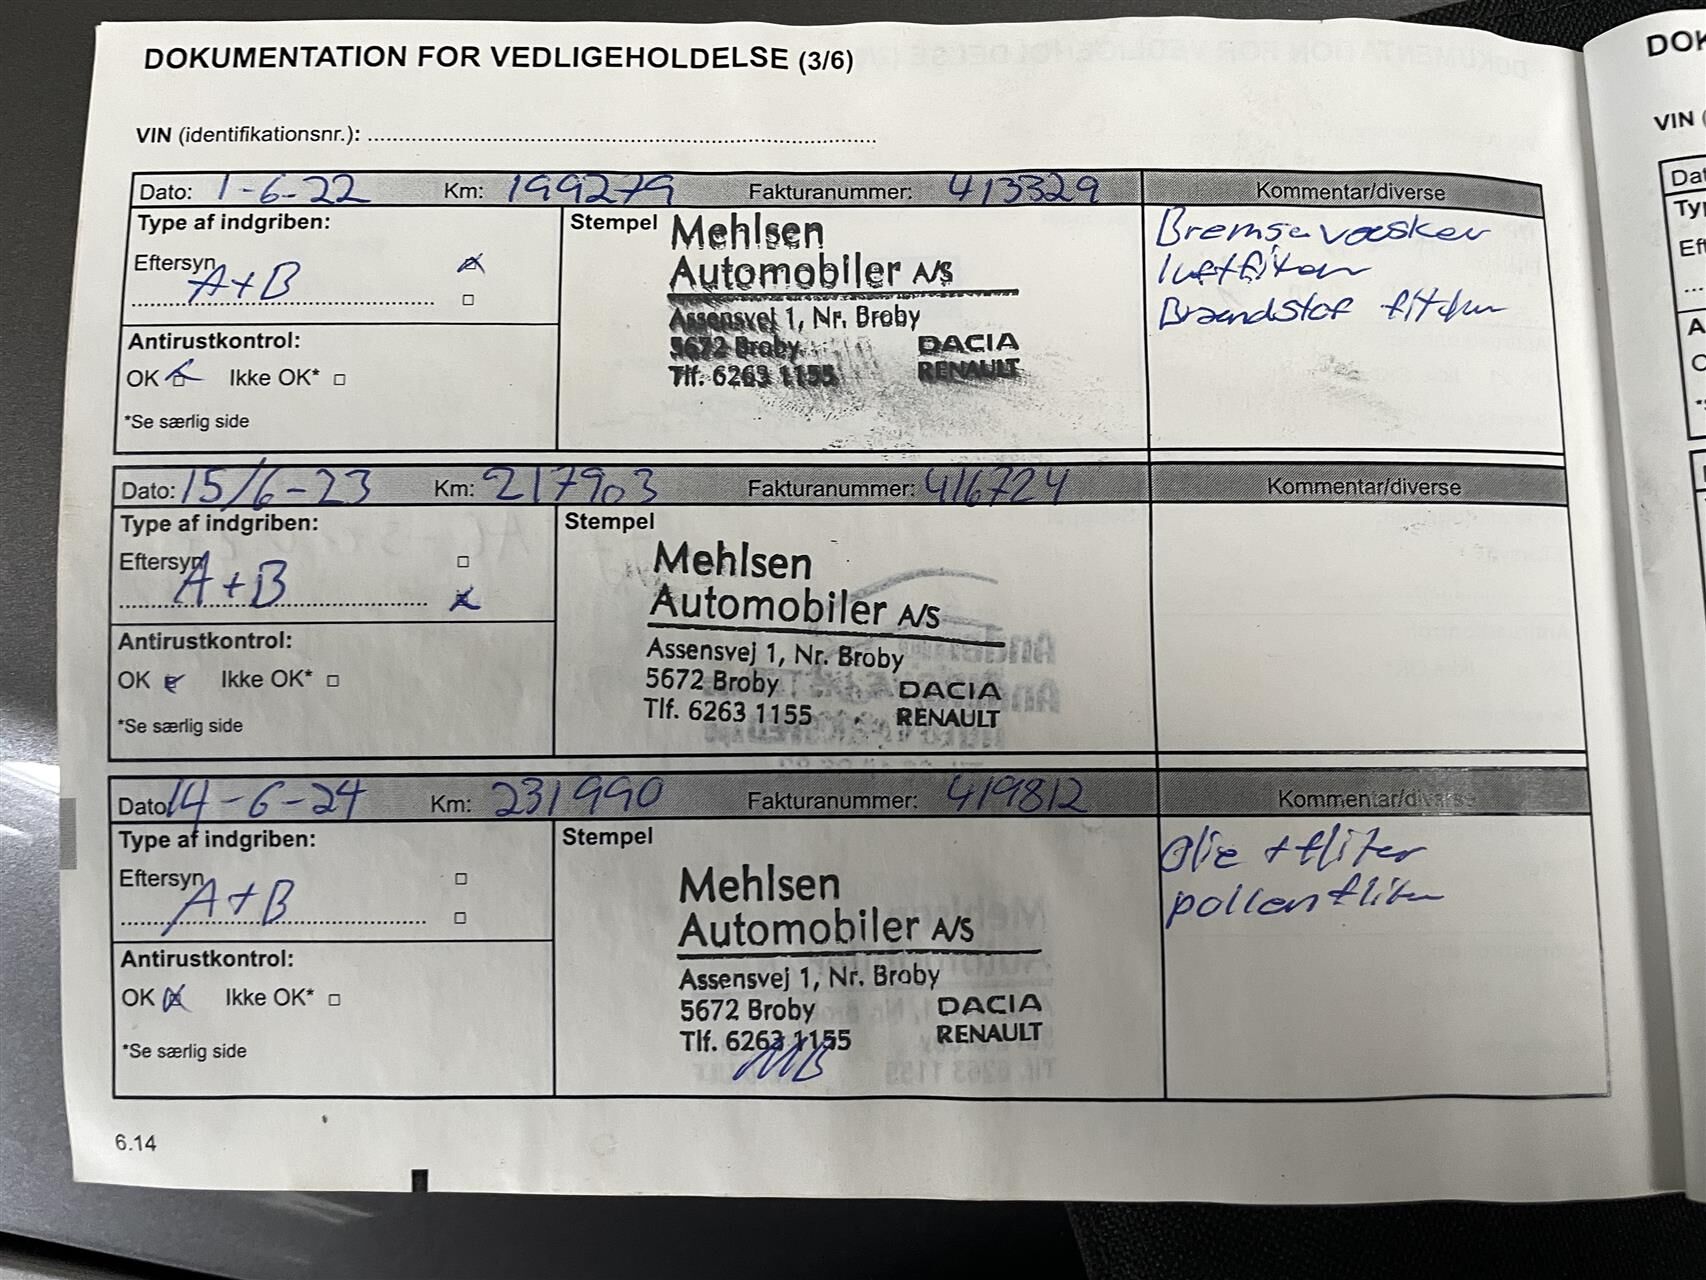 DOKUMENTATION FOR VEDLIGEHOLDELSE (3/6)
VIN (identifikationsnr.):
Dato: 1-6-22 Km: 199279 Fakturanummer: 413329 Kommentar/diverse
Type af indgriben:
Eftersyn
A+B
Antirustkontrol:
OK Ikke OK*
*Se særlig side
Stempel
Mehlsen
Automobiler A/S
Assensvej 1, Nr. Broby
5672 Broby DACIA
Tlf. 6263 1155 RENAULT
Bremsevæsker
luftfilter
Brændstof filter
Dato: 15/6-23 Km: 217903 Fakturanummer: 416724 Kommentar/diverse
Type af indgriben:
Eftersyn
A+B
Antirustkontrol:
OK Ikke OK*
*Se særlig side
Stempel
Mehlsen
Automobiler A/S
Assensvej 1, Nr. Broby
5672 Broby DACIA
Tlf. 6263 1155 RENAULT
Dato: 14-6-24 Km: 231990 Fakturanummer: 419812 Kommentar/diverse
Type af indgriben:
Eftersyn
A+B
Antirustkontrol:
OK Ikke OK*
*Se særlig side
Stempel
Mehlsen
Automobiler A/S
Assensvej 1, Nr. Broby
5672 Broby DACIA
Tlf. 6263 1155 RENAULT
MB
Olie + filter
pollenfilter
6.14
VIN